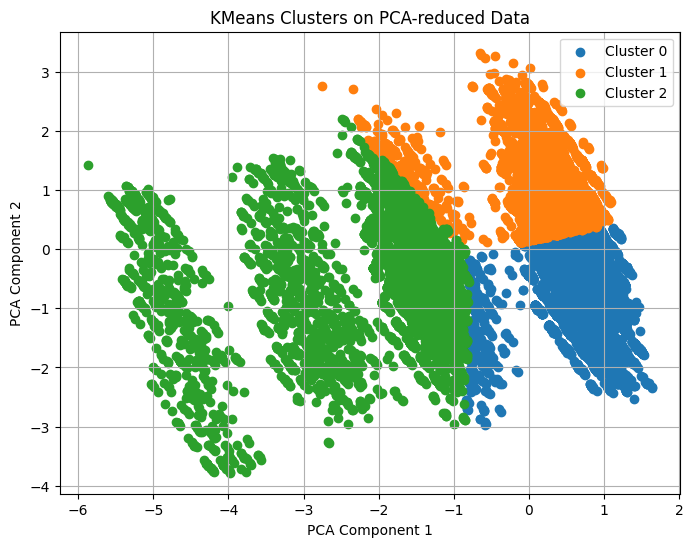 KMeans Clusters on PCA-reduced Data
Cluster 0
Cluster 1
Cluster 2
PCA Component 2
3
2
1
0
−1
−2
−3
−4
−6
−5
−4
−3
−2
−1
0
1
2
PCA Component 1